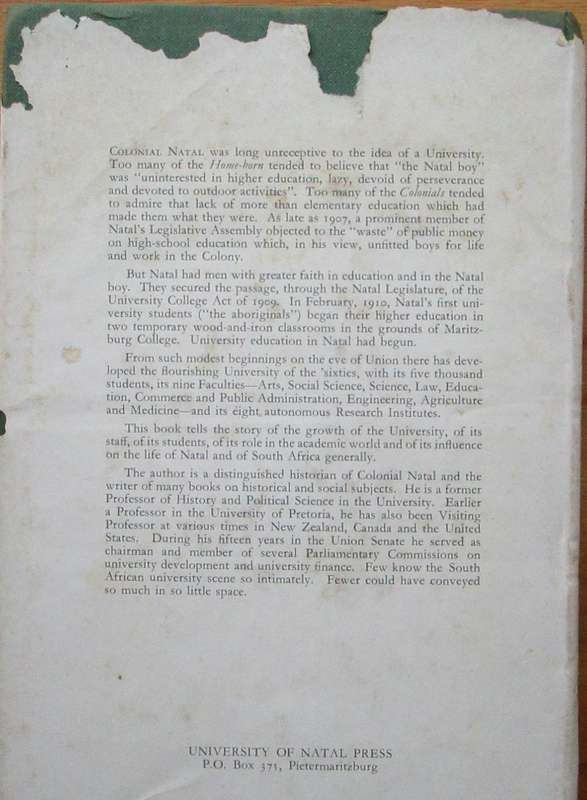 COLONIAL NATAL was long unreceptive to the idea of a University.
Too many of the Home-born tended to believe that "the Natal boy"
was "uninterested in higher education, lazy, devoid of perseverance
and devoted to outdoor activities". Too many of the Colonials tended
to admire that lack of more than elementary education which had
made them what they were. As late as 1907, a prominent member of
Natal's Legislative Assembly objected to the "waste" of public money
on high-school education which, in his view, unfitted boys for life
and work in the Colony.
But Natal had men with greater faith in education and in the Natal
boy. They secured the passage, through the Natal Legislature, of the
University College Act of 1909. In February, 1910, Natal's first uni-
versity students ("the aboriginals") began their higher education in
two temporary wood-and-iron classrooms in the grounds of Maritz-
burg College. University education in Natal had begun.
From such modest beginnings on the eve of Union there has deve-
loped the flourishing University of the 'sixties, with its five thousand
students, its nine Faculties—Arts, Social Science, Science, Law, Educa-
tion, Commerce and Public Administration, Engineering, Agriculture
and Medicine—and its eight autonomous Research Institutes.
This book tells the story of the growth of the University, of its
staff, of its students, of its role in the academic world and of its influence
on the life of Natal and of South Africa generally.
The author is a distinguished historian of Colonial Natal and the
writer of many books on historical and social subjects. He is a former
Professor of History and Political Science in the University. Earlier
a Professor in the University of Pretoria, he has also been Visiting
Professor at various times in New Zealand, Canada and the United
States. During his fifteen years in the Union Senate he served as
chairman and member of several Parliamentary Commissions on
university development and university finance. Few know the South
African university scene so intimately. Fewer could have conveyed
so much in so little space.
UNIVERSITY OF NATAL PRESS
P.O. Box 371, Pietermaritzburg